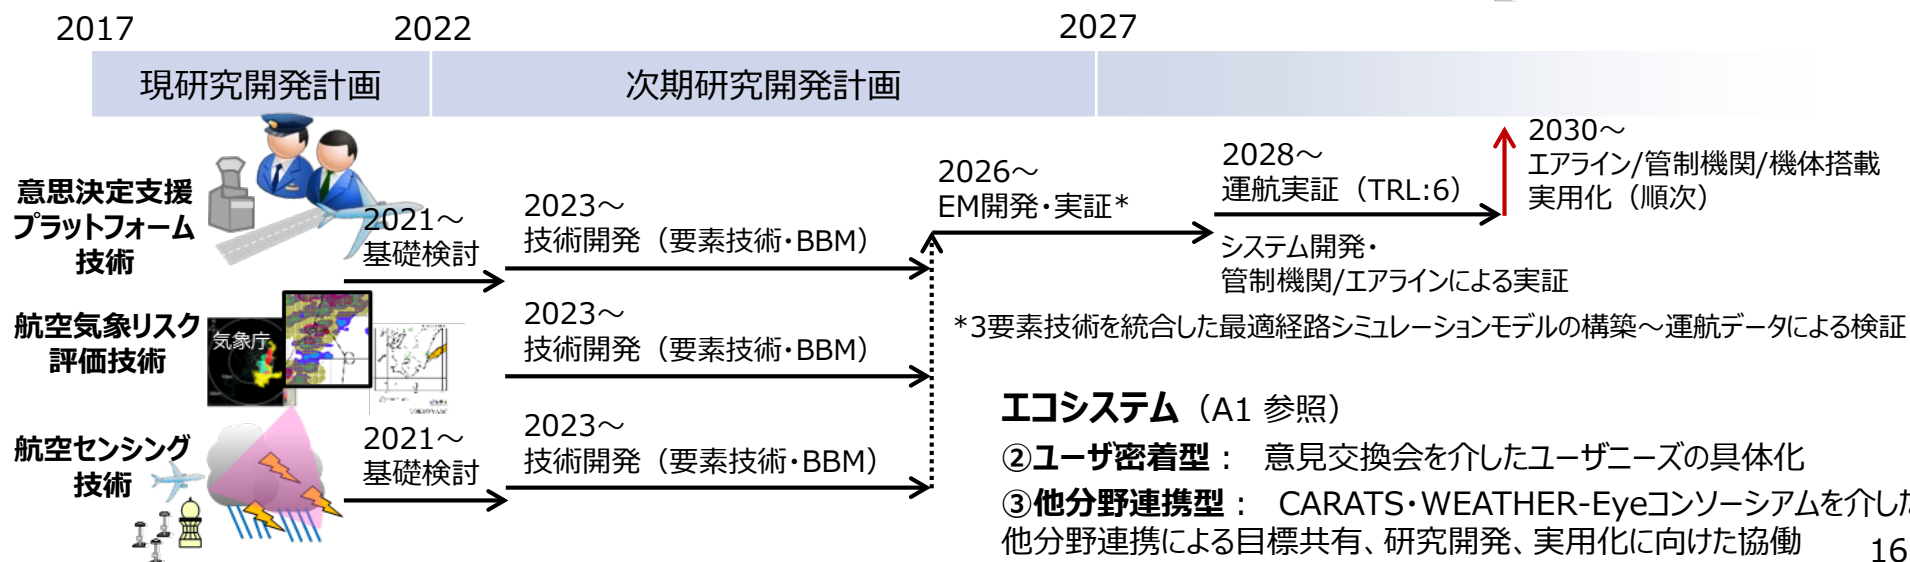 2017
2022
2027
現研究開発計画
次期研究開発計画
意思決定支援
プラットフォーム
技術
2021～
基礎検討
2023～
技術開発（要素技術・BBM）
2026～
EM開発・実証*
2028～
運航実証（TRL:6）
システム開発・
管制機関/エアラインによる実証
2030～
エアライン/管制機関/機体搭載
実用化（順次）
航空気象リスク
評価技術
気象庁
2023～
技術開発（要素技術・BBM）
*3要素技術を統合した最適経路シミュレーションモデルの構築～運航データによる検証
航空センシング
技術
2021～
基礎検討
2023～
技術開発（要素技術・BBM）
エコシステム（A1 参照）
②ユーザ密着型： 意見交換会を介したユーザニーズの具体化
③他分野連携型： CARATS・WEATHER-Eyeコンソーシアムを介した
他分野連携による目標共有、研究開発、実用化に向けた協働
16